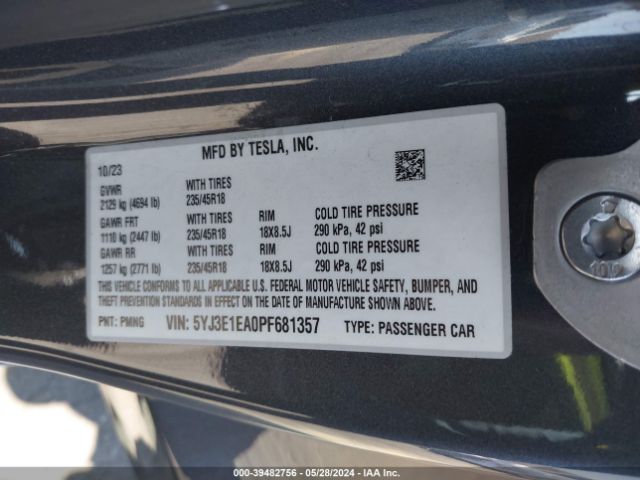 MFD BY TESLA, INC.
10/23
GVWR WITH TIRES
2129 kg (4694 lb) 235/45R18
GAWR FRT WITH TIRES RIM COLD TIRE PRESSURE
1110 kg (2447 lb) 235/45R18 18X8.5J 290 kPa, 42 psi
GAWR RR WITH TIRES RIM COLD TIRE PRESSURE
1257 kg (2771 lb) 235/45R18 18X8.5J 290 kPa, 42 psi
THIS VEHICLE CONFORMS TO ALL APPLICABLE U.S. FEDERAL MOTOR VEHICLE SAFETY, BUMPER, AND
THEFT PREVENTION STANDARDS IN EFFECT ON THE DATE OF MANUFACTURE SHOWN ABOVE.
PNT: PMNG VIN: 5YJ3E1EA0PF681357 TYPE: PASSENGER CAR
10.9
000-39482756 - 05/28/2024 - IAA Inc.